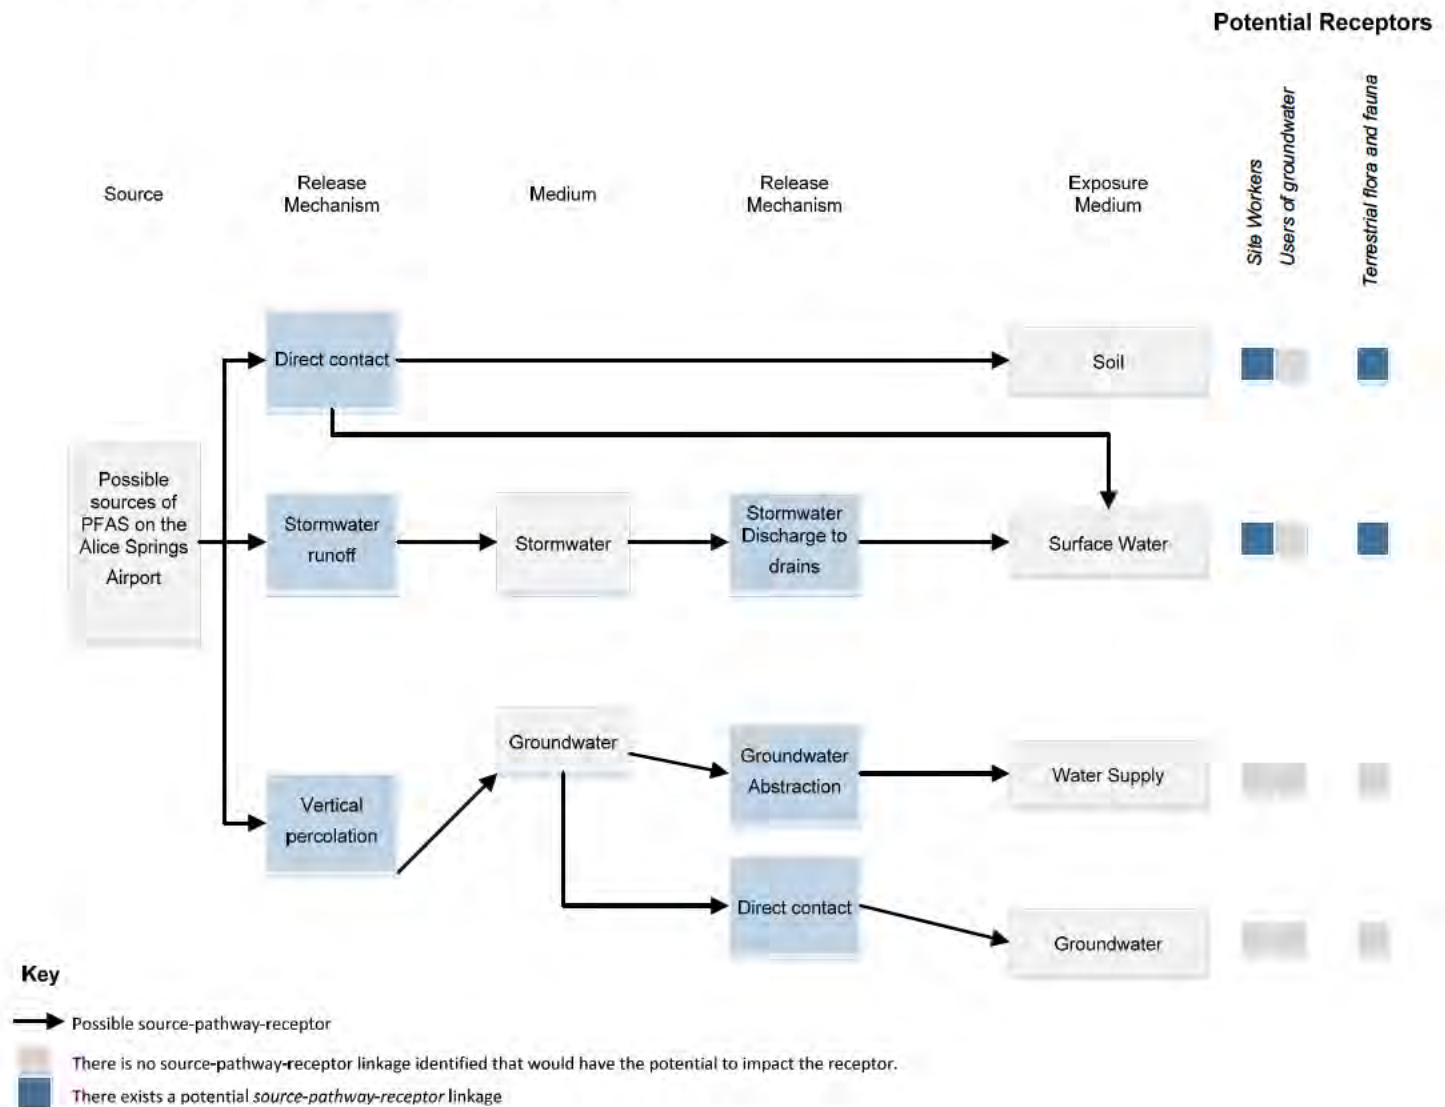 Potential Receptors
Site Workers
Users of groundwater
Terrestrial flora and fauna
Source
Release
Mechanism
Medium
Release
Mechanism
Exposure
Medium
Direct contact
Soil
Possible
sources of
PFAS on the
Alice Springs
Airport
Stormwater
runoff
Stormwater
Stormwater
Discharge to
drains
Surface Water
Vertical
percolation
Groundwater
Groundwater
Abstraction
Water Supply
Direct contact
Groundwater
Key
Possible source-pathway-receptor
There is no source-pathway-receptor linkage identified that would have the potential to impact the receptor.
There exists a potential source-pathway-receptor linkage